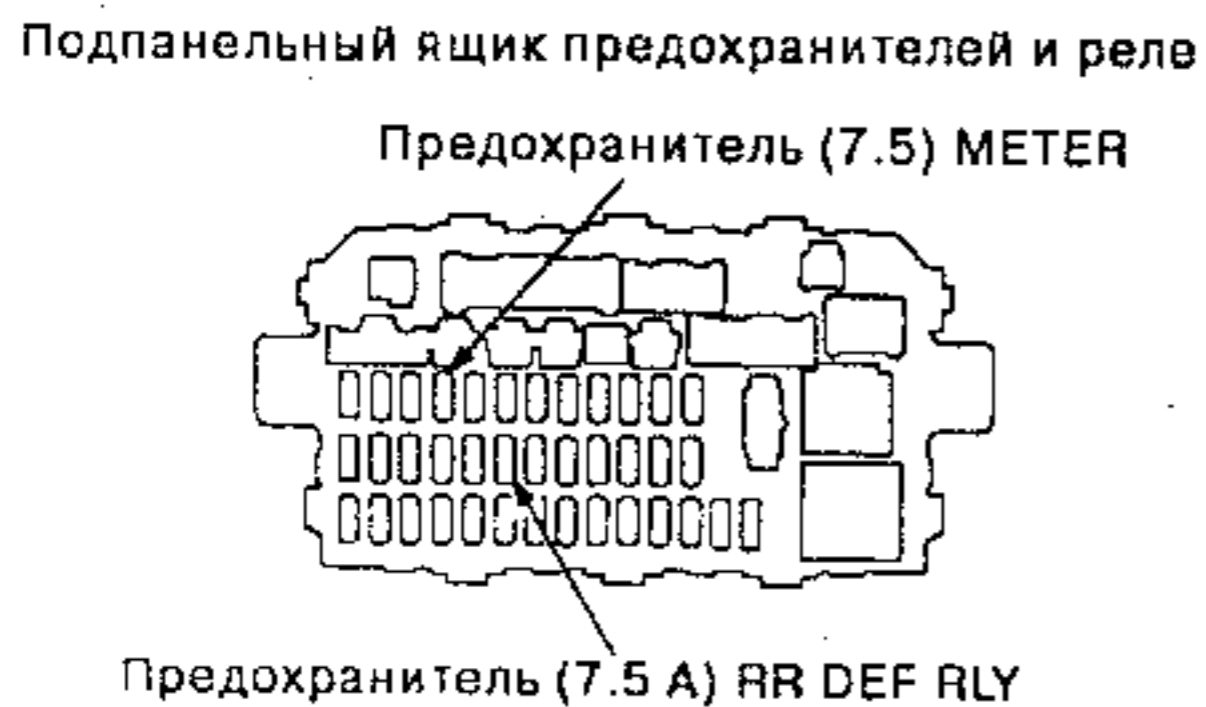 Подпанельный ящик предохранителей и реле
Предохранитель (7.5) METER
Предохранитель (7.5 A) RR DEF RLY